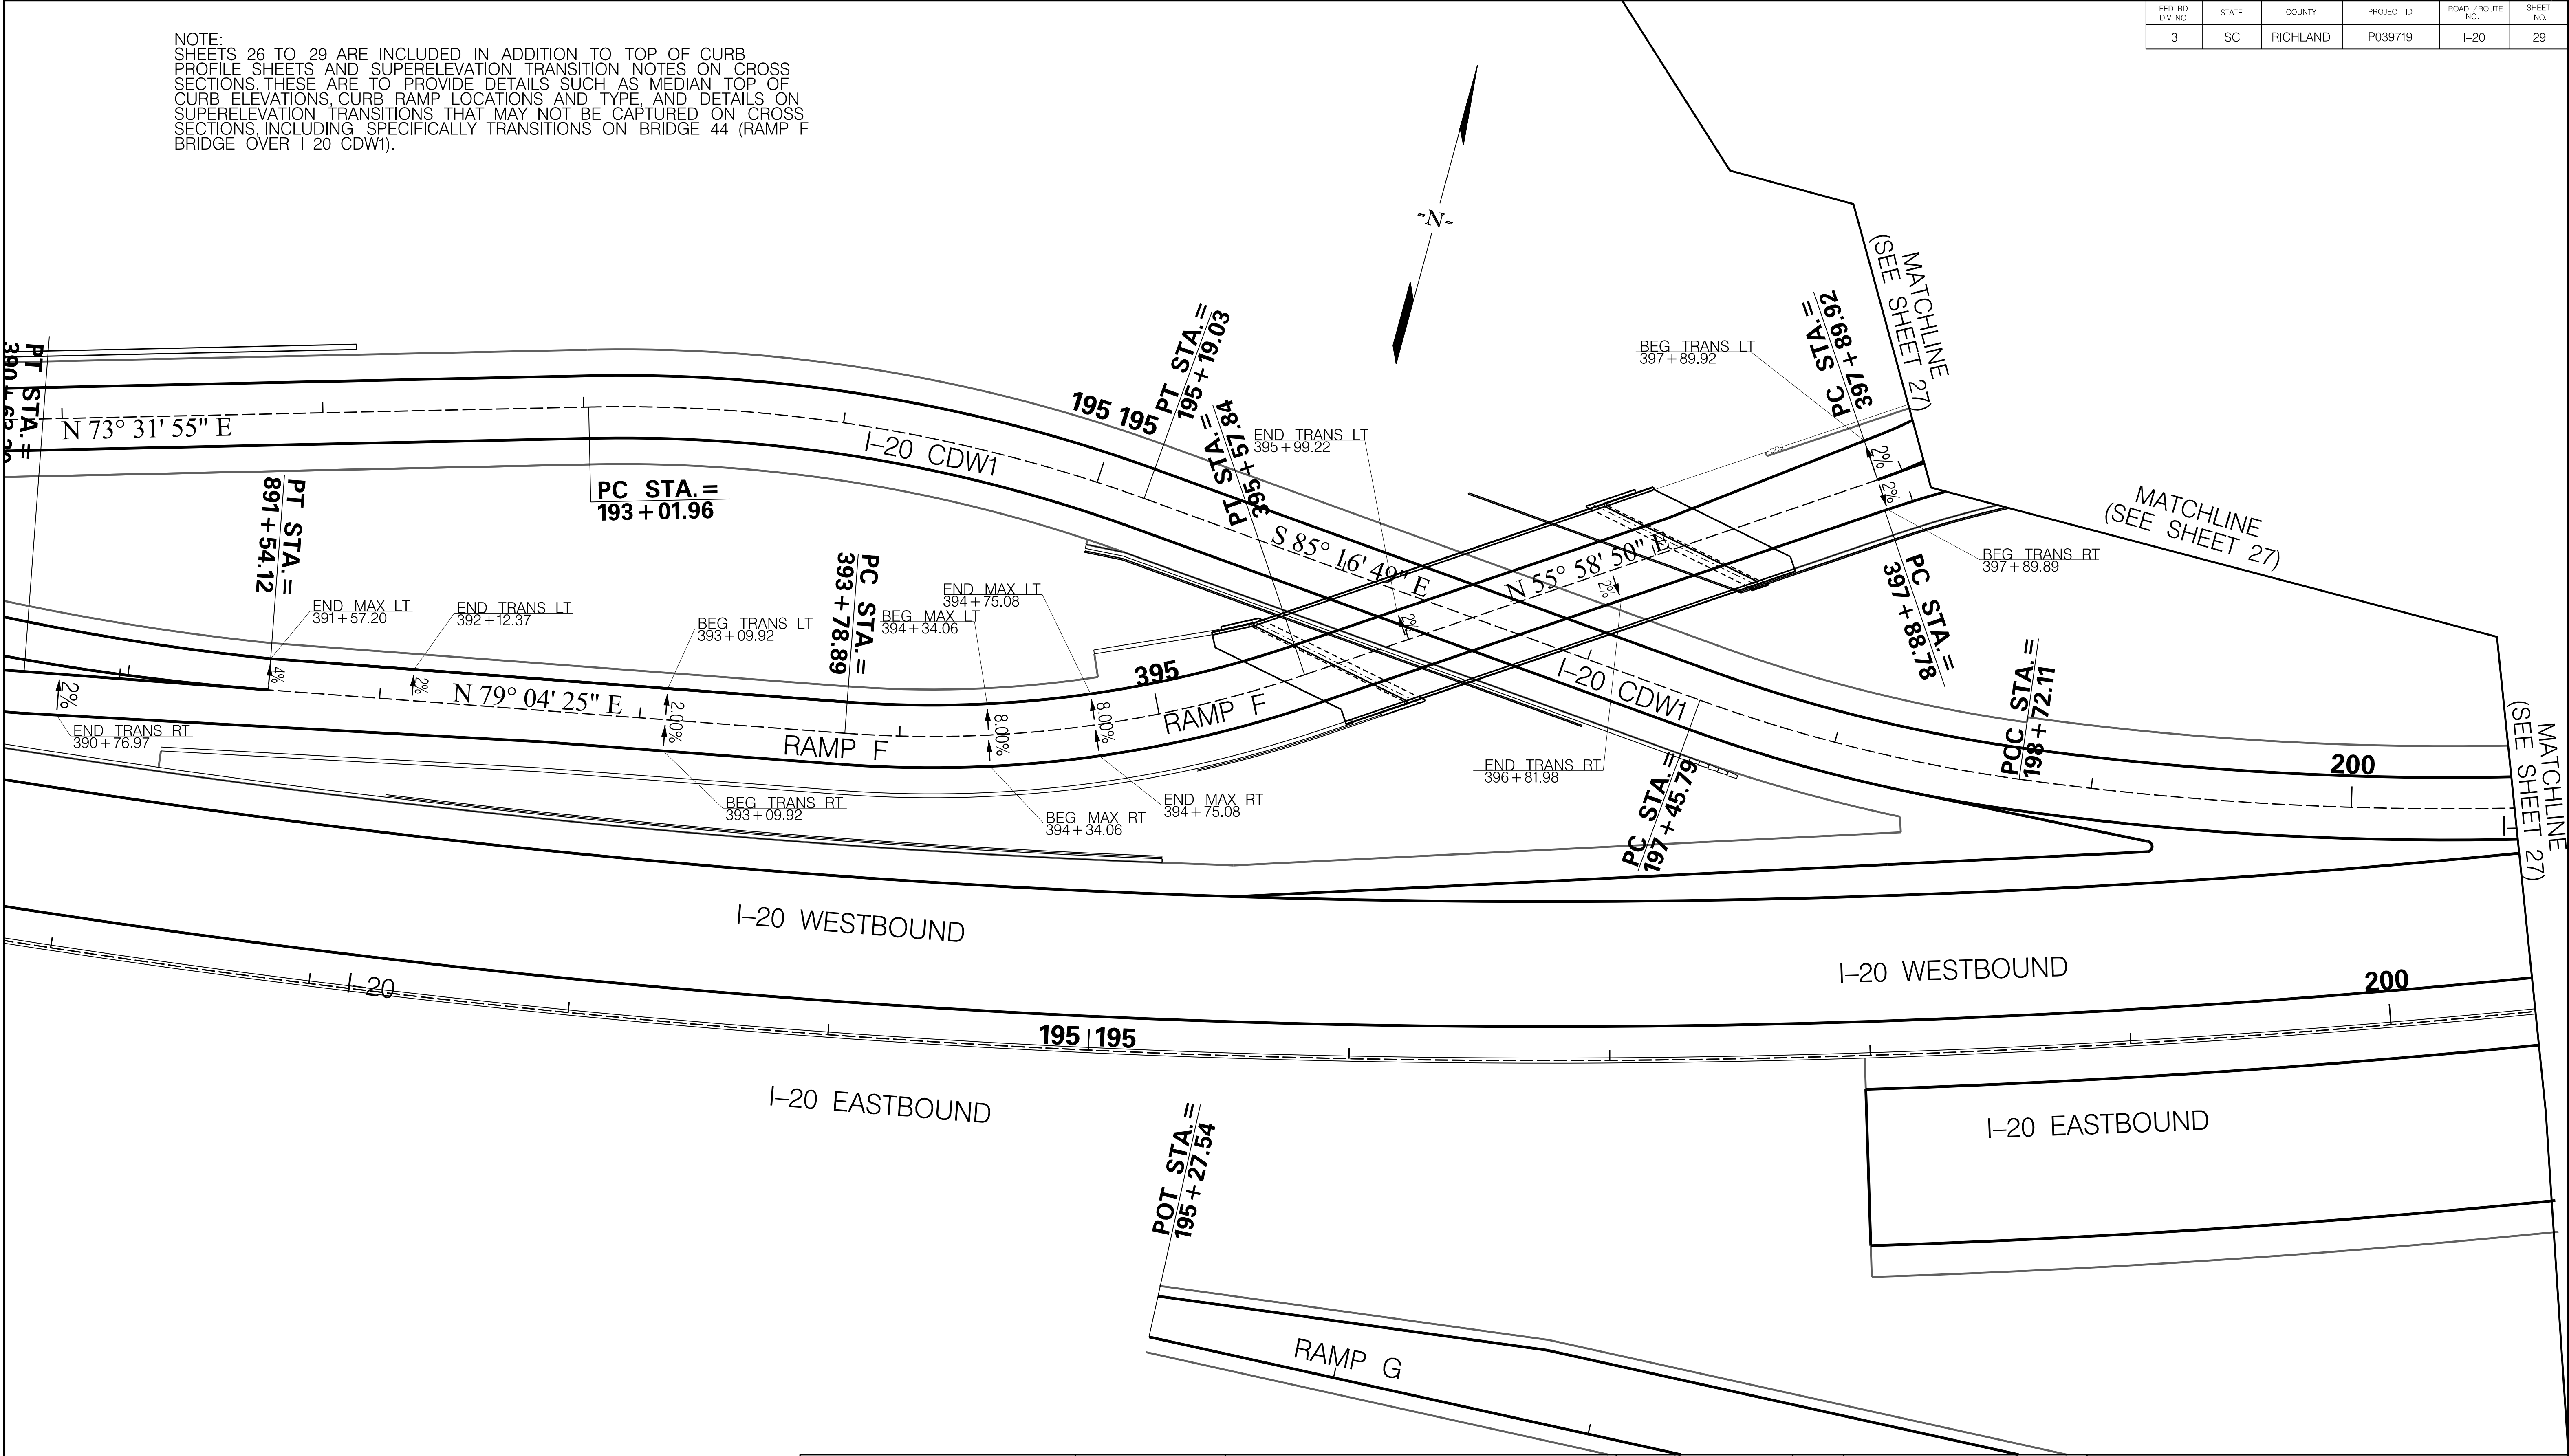 FED. RD. DIV. NO. STATE COUNTY PROJECT ID ROAD / ROUTE NO. SHEET NO.
3 SC RICHLAND P039719 I-20 29
NOTE:
SHEETS 26 TO 29 ARE INCLUDED IN ADDITION TO TOP OF CURB
PROFILE SHEETS AND SUPERELEVATION TRANSITION NOTES ON CROSS
SECTIONS. THESE ARE TO PROVIDE DETAILS SUCH AS MEDIAN TOP OF
CURB ELEVATIONS, CURB RAMP LOCATIONS AND TYPE, AND DETAILS ON
SUPERELEVATION TRANSITIONS THAT MAY NOT BE CAPTURED ON CROSS
SECTIONS, INCLUDING SPECIFICALLY TRANSITIONS ON BRIDGE 44 (RAMP F
BRIDGE OVER I-20 CDW1).
-N-
MATCHLINE
(SEE SHEET 27)
PC STA.=
397+89.92
BEG TRANS LT
397+89.92
2%
2%
MATCHLINE
(SEE SHEET 27)
BEG TRANS RT
397+89.89
PC STA.=
397+88.78
PT STA.=
N 73° 31' 55" E
PC STA.=
193+01.96
I-20 CDW1
195 195
PT STA.=
195+19.03
PT STA.=
395+57.84
END TRANS LT
395+99.22
S 85° 16' 49" E
N 55° 58' 50" E
2%
2%
PT STA.=
891+54.12
END MAX LT
391+57.20
4%
END TRANS LT
392+12.37
2%
N 79° 04' 25" E
BEG TRANS LT
393+09.92
2.00%
PC STA.=
393+78.89
BEG MAX LT
394+34.06
END MAX LT
394+75.08
8.00%
8.00%
395
RAMP F
RAMP F
2%
END TRANS RT
390+76.97
BEG TRANS RT
393+09.92
BEG MAX RT
394+34.06
END MAX RT
394+75.08
END TRANS RT
396+81.98
I-20 CDW1
PC STA.=
197+45.79
PCC STA.=
198+72.11
200
MATCHLINE
(SEE SHEET 27)
I-20 WESTBOUND
I-20 WESTBOUND
200
I-20
195 195
I-20 EASTBOUND
I-20 EASTBOUND
POT STA.=
195+27.54
RAMP G